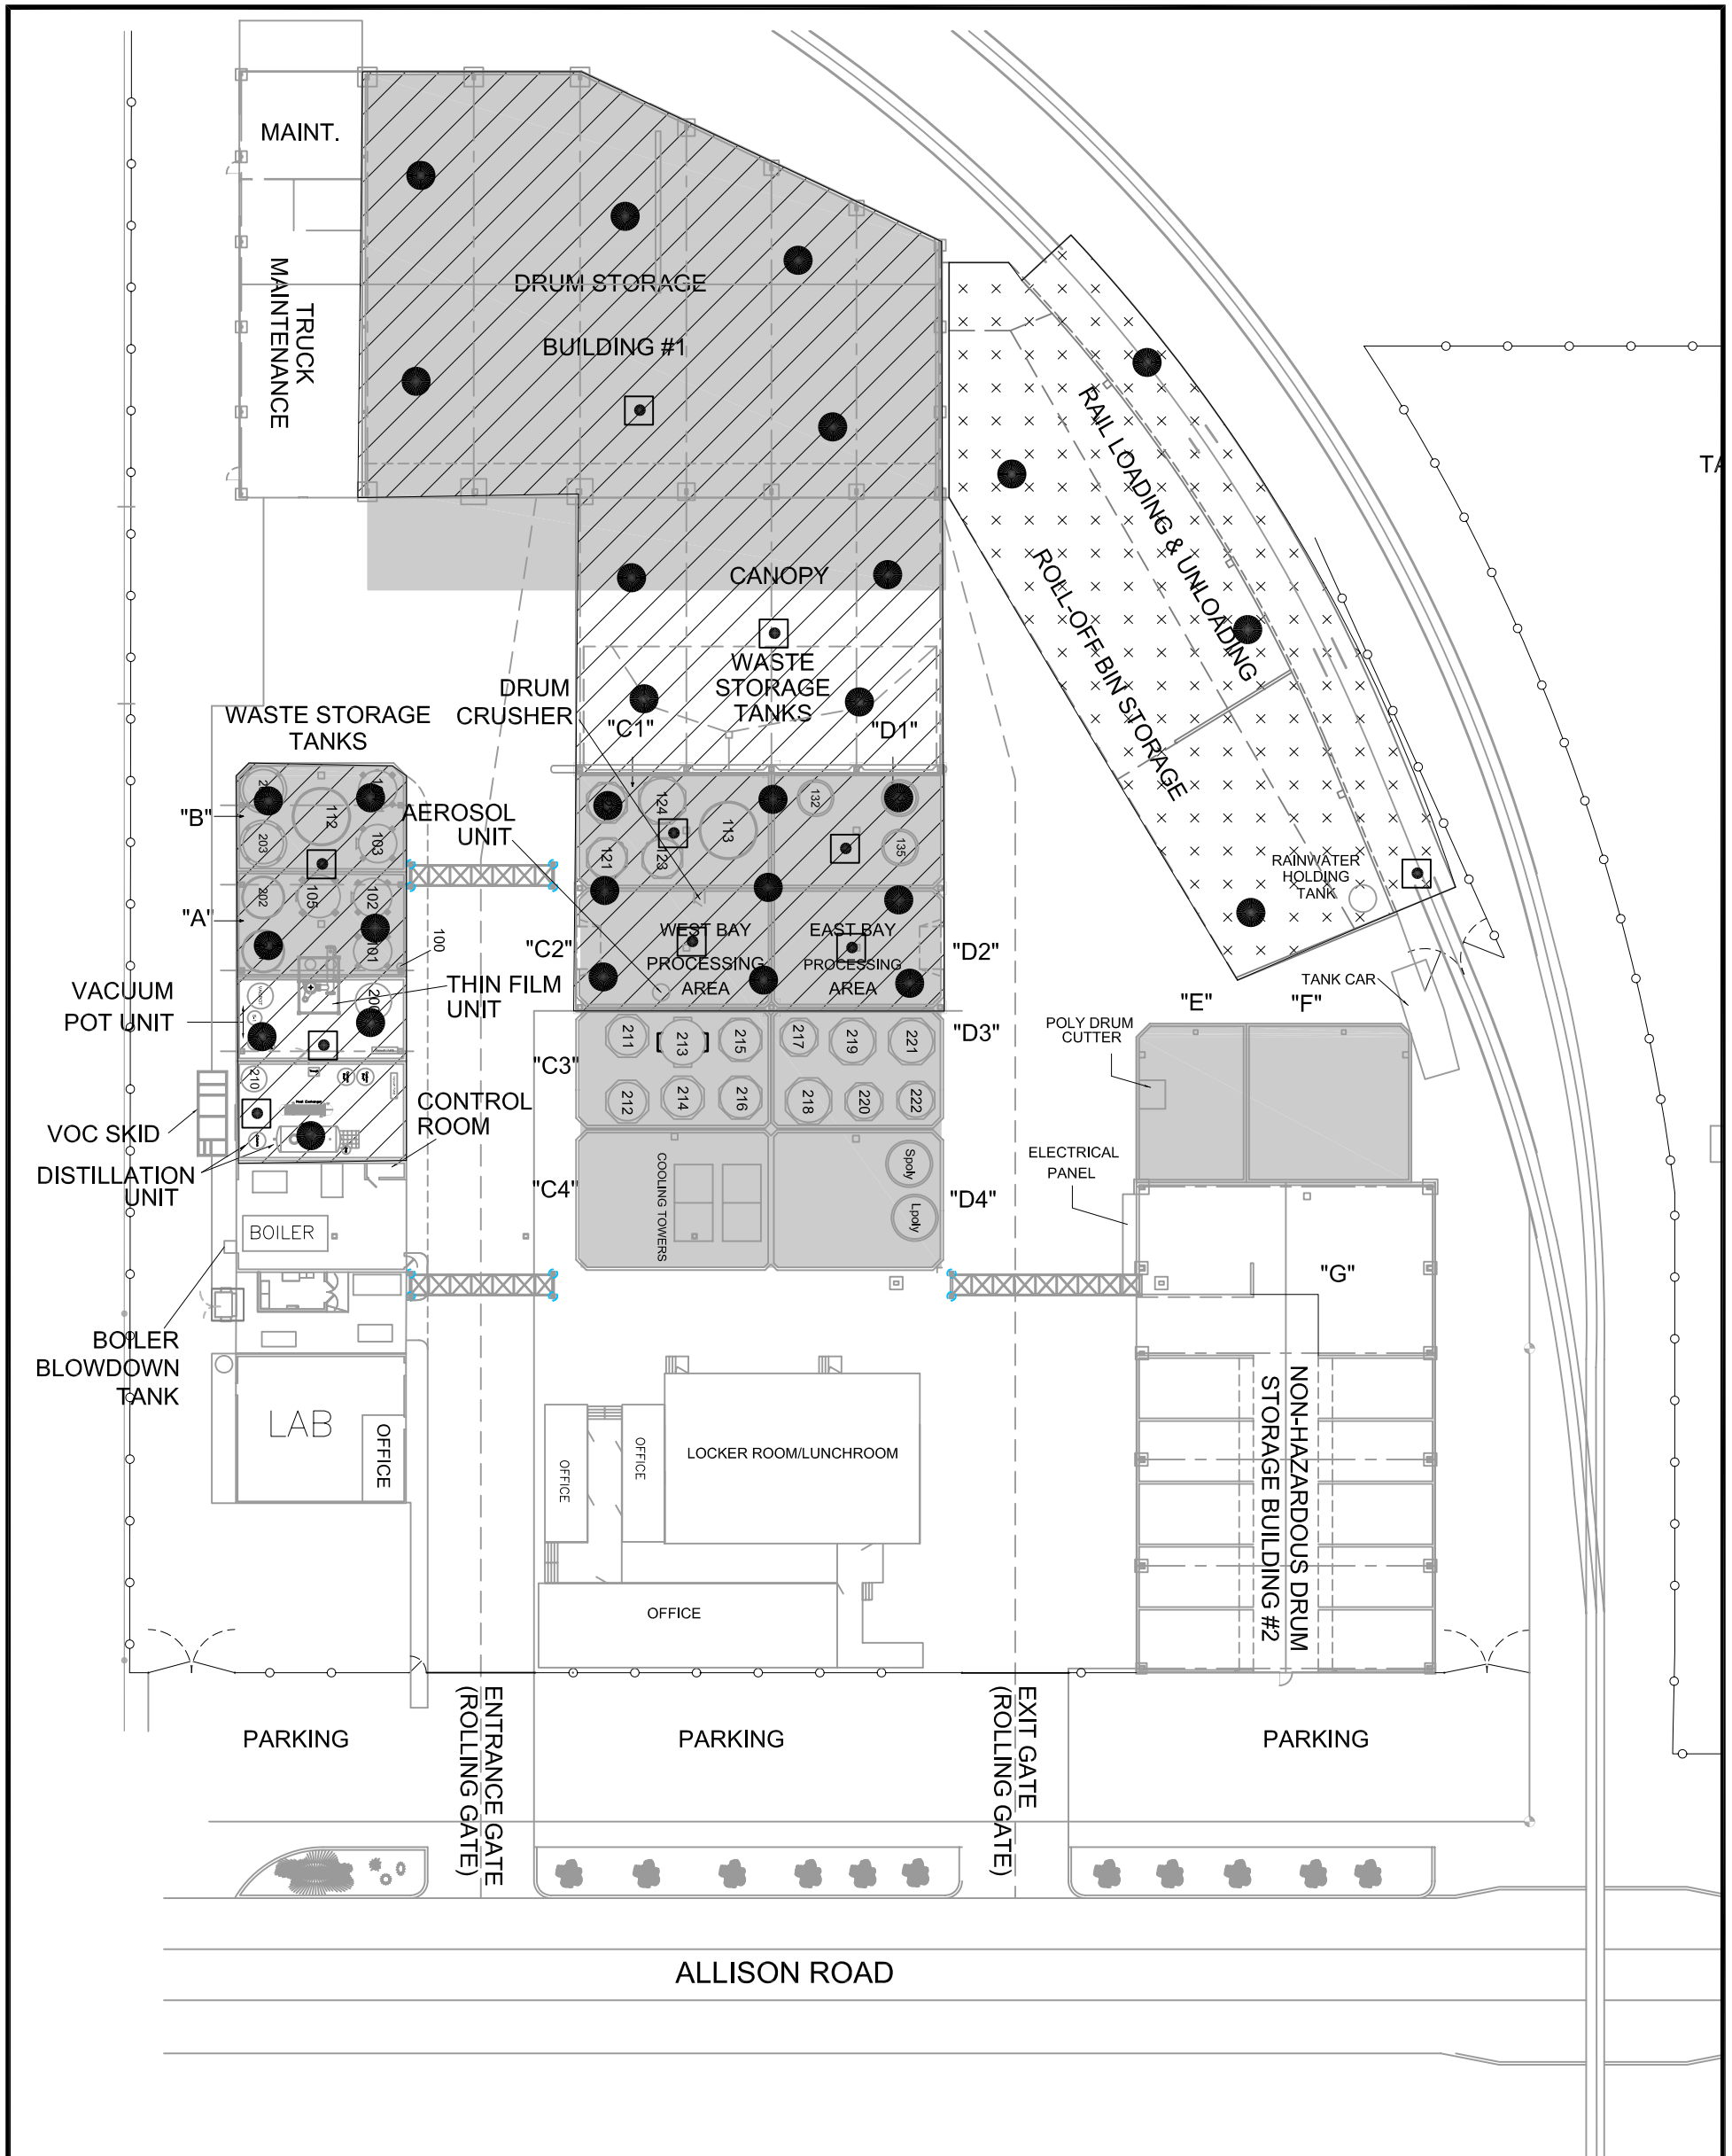 MAINT.
TRUCK
MAINTENANCE
DRUM STORAGE
BUILDING #1
RAIL LOADING & UNLOADING
ROLL-OFF BIN STORAGE
TA
CANOPY
WASTE
STORAGE
TANKS
"C1"
"D1"
DRUM
CRUSHER
WASTE STORAGE
TANKS
"B"
"A"
112
203
103
202
105
102
101
100
AEROSOL
UNIT
124
113
132
121
123
135
RAINWATER
HOLDING
TANK
WEST BAY
PROCESSING
AREA
EAST BAY
PROCESSING
AREA
"C2"
"D2"
TANK CAR
VACUUM
POT UNIT
THIN FILM
UNIT
"E"
"F"
POLY DRUM
CUTTER
"C3"
"D3"
211
213
215
217
219
221
212
214
216
218
220
222
210
CONTROL
ROOM
VOC SKID
DISTILLATION
UNIT
ELECTRICAL
PANEL
"C4"
"D4"
COOLING TOWERS
Spoly
Lpoly
BOILER
"G"
BOILER
BLOWDOWN
TANK
LAB
OFFICE
OFFICE
OFFICE
LOCKER ROOM/LUNCHROOM
OFFICE
NON-HAZARDOUS DRUM
STORAGE BUILDING #2
PARKING
ENTRANCE GATE
(ROLLING GATE)
PARKING
EXIT GATE
(ROLLING GATE)
PARKING
ALLISON ROAD